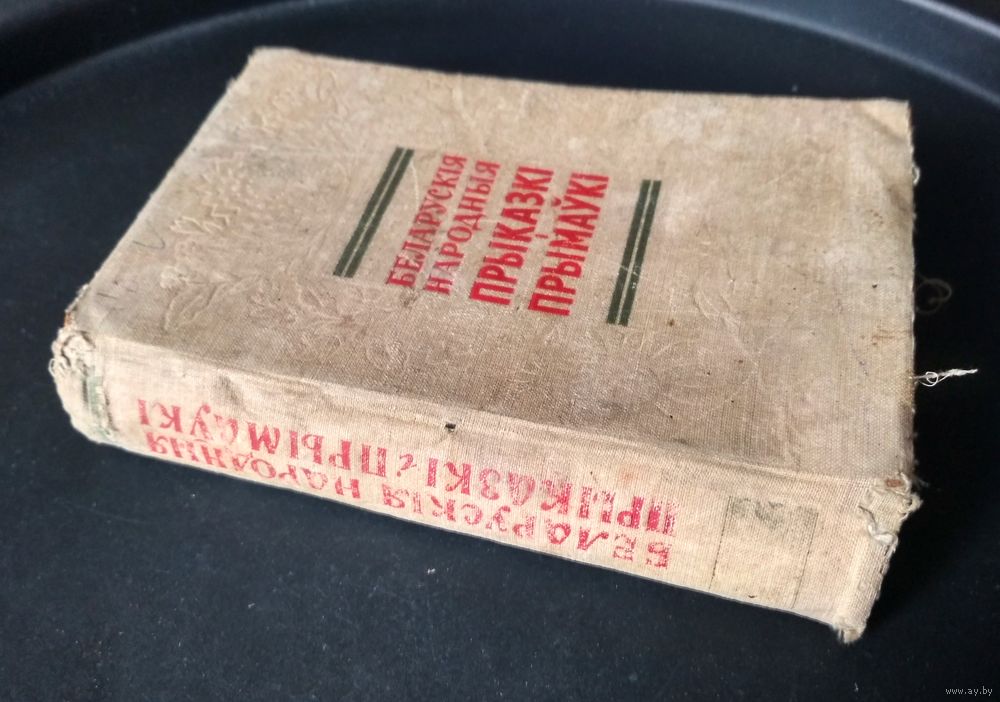 БЕЛАРУСКІЯ
НАРОДНЫЯ
ПРЫКАЗКІ
І
ПРЫМАЎКІ
БЕЛАРУСКІЯ НАРОДНЫЯ
ПРЫКАЗКІ і ПРЫМАЎКІ
www.ay.by